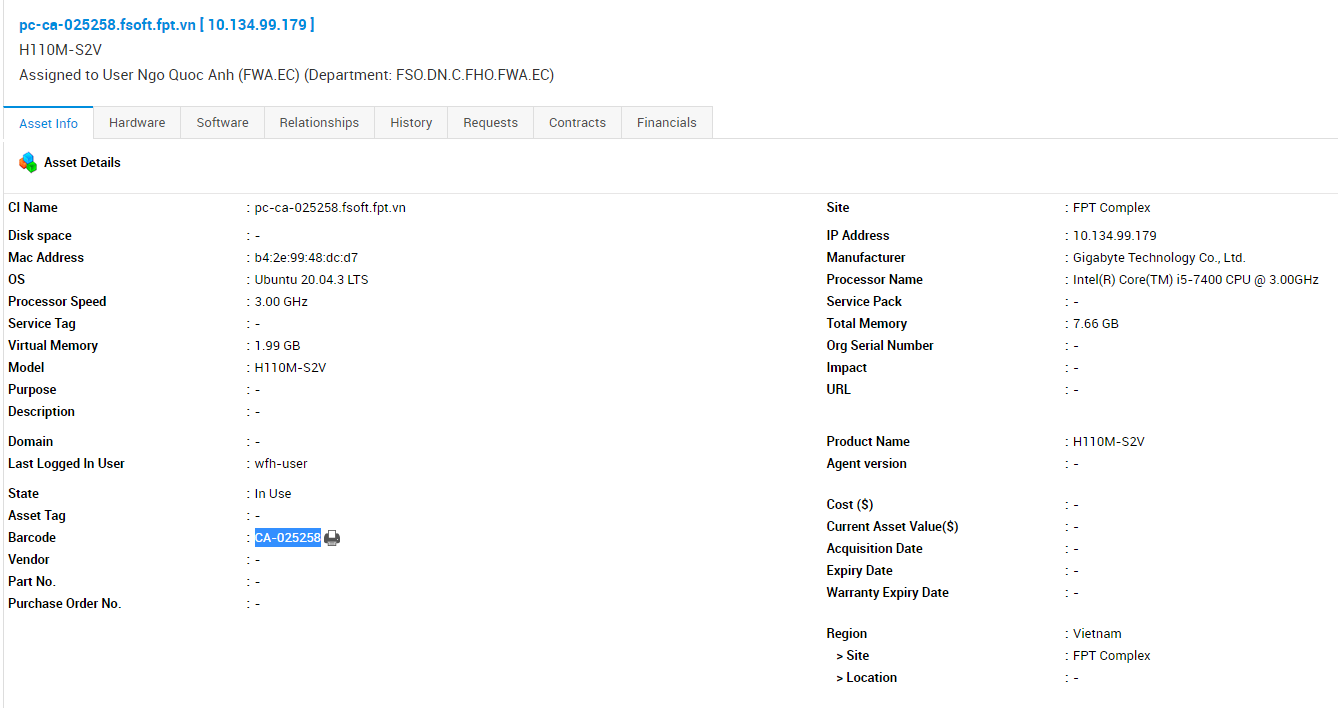 pc-ca-025258.fsoft.fpt.vn [ 10.134.99.179 ]
H110M-S2V
Assigned to User Ngo Quoc Anh (FWA.EC) (Department: FSO.DN.C.FHO.FWA.EC)
Asset Info Hardware Software Relationships History Requests Contracts Financials
Asset Details
CI Name : pc-ca-025258.fsoft.fpt.vn Site : FPT Complex
Disk space : - IP Address : 10.134.99.179
Mac Address : b4:2e:99:48:dc:d7 Manufacturer : Gigabyte Technology Co., Ltd.
OS : Ubuntu 20.04.3 LTS Processor Name : Intel(R) Core(TM) i5-7400 CPU @ 3.00GHz
Processor Speed : 3.00 GHz Service Pack : -
Service Tag : - Total Memory : 7.66 GB
Virtual Memory : 1.99 GB Org Serial Number : -
Model : H110M-S2V Impact : -
Purpose : - URL : -
Description : -
Domain : - Product Name : H110M-S2V
Last Logged In User : wfh-user Agent version : -
State : In Use
Cost ($) : -
Asset Tag : -
Current Asset Value($) : -
Barcode : CA-025258
Acquisition Date : -
Vendor : -
Expiry Date : -
Part No. : -
Warranty Expiry Date : -
Purchase Order No. : -
Region : Vietnam
> Site : FPT Complex
> Location : -